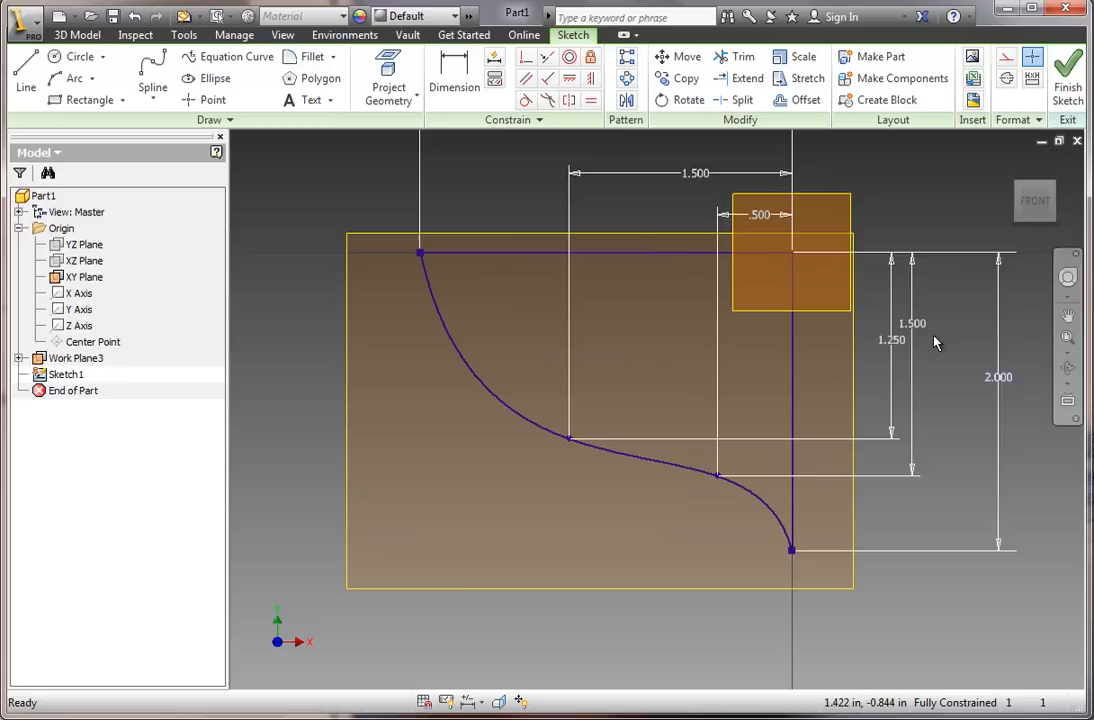 Material Default Part1 Type a keyword or phrase Sign In
PRO 3D Model Inspect Tools Manage View Environments Vault Get Started Online Sketch
Line Circle Arc Rectangle Spline Equation Curve Ellipse Point Fillet Polygon Text Project Geometry Dimension Move Copy Rotate Trim Extend Split Scale Stretch Offset Make Part Make Components Create Block Finish Sketch
Draw Constrain Pattern Modify Layout Insert Format Exit
Model
Part1
View: Master
Origin
YZ Plane
XZ Plane
XY Plane
X Axis
Y Axis
Z Axis
Center Point
Work Plane3
Sketch1
End of Part
1.500
.500
FRONT
1.500
1.250
2.000
Y
X
Ready 1.422 in, -0.844 in Fully Constrained 1 1